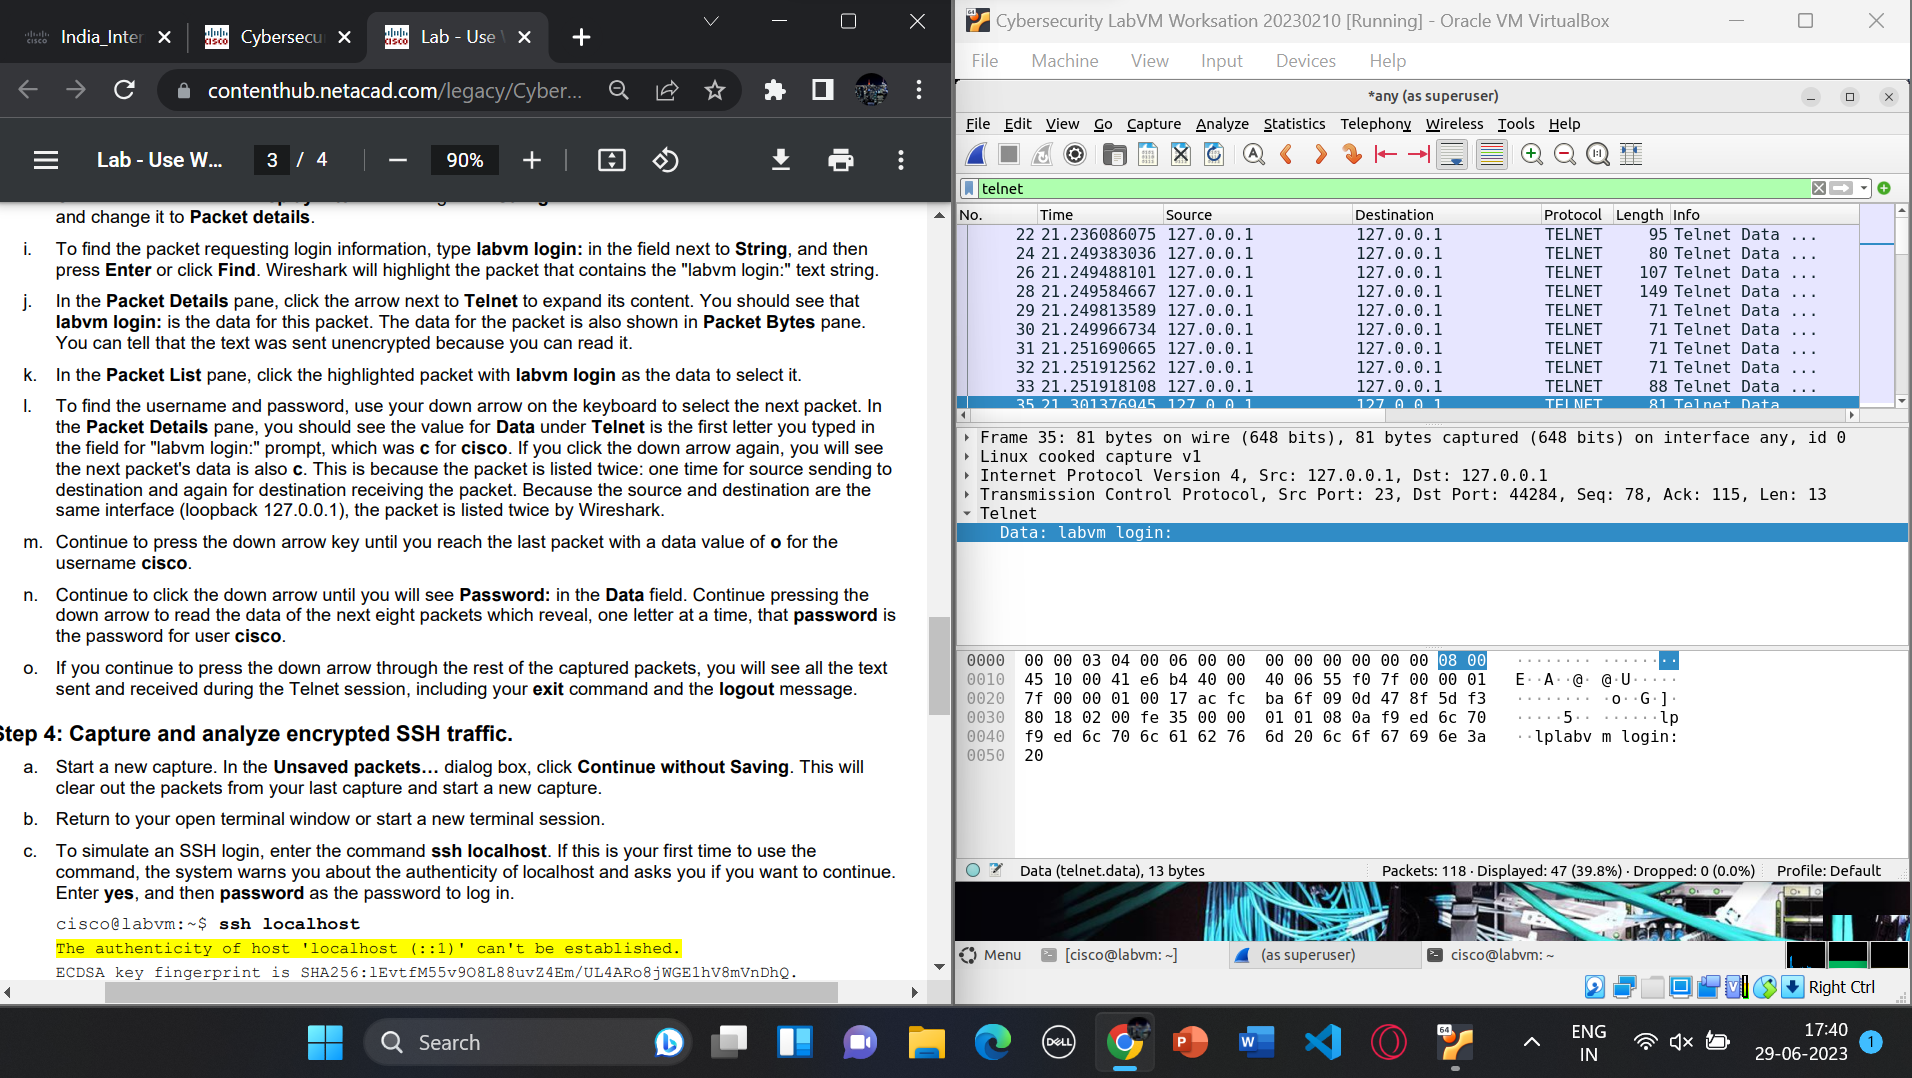 India_Inter
Cybersecu
Lab - Use
contenthub.netacad.com/legacy/Cyber...
Lab - Use W...
3 / 4
90%
and change it to Packet details.
i. To find the packet requesting login information, type labvm login: in the field next to String, and then
press Enter or click Find. Wireshark will highlight the packet that contains the "labvm login:" text string.
j. In the Packet Details pane, click the arrow next to Telnet to expand its content. You should see that
labvm login: is the data for this packet. The data for the packet is also shown in Packet Bytes pane.
You can tell that the text was sent unencrypted because you can read it.
k. In the Packet List pane, click the highlighted packet with labvm login as the data to select it.
l. To find the username and password, use your down arrow on the keyboard to select the next packet. In
the Packet Details pane, you should see the value for Data under Telnet is the first letter you typed in
the field for "labvm login:" prompt, which was c for cisco. If you click the down arrow again, you will see
the next packet's data is also c. This is because the packet is listed twice: one time for source sending to
destination and again for destination receiving the packet. Because the source and destination are the
same interface (loopback 127.0.0.1), the packet is listed twice by Wireshark.
m. Continue to press the down arrow key until you reach the last packet with a data value of o for the
username cisco.
n. Continue to click the down arrow until you will see Password: in the Data field. Continue pressing the
down arrow to read the data of the next eight packets which reveal, one letter at a time, that password is
the password for user cisco.
o. If you continue to press the down arrow through the rest of the captured packets, you will see all the text
sent and received during the Telnet session, including your exit command and the logout message.
Step 4: Capture and analyze encrypted SSH traffic.
a. Start a new capture. In the Unsaved packets… dialog box, click Continue without Saving. This will
clear out the packets from your last capture and start a new capture.
b. Return to your open terminal window or start a new terminal session.
c. To simulate an SSH login, enter the command ssh localhost. If this is your first time to use the
command, the system warns you about the authenticity of localhost and asks you if you want to continue.
Enter yes, and then password as the password to log in.
cisco@labvm:~$ ssh localhost
The authenticity of host 'localhost (::1)' can't be established.
ECDSA key fingerprint is SHA256:lEvtfM55v9O8L88uvZ4Em/UL4ARo8jWGE1hV8mVnDhQ.
Cybersecurity LabVM Worksation 20230210 [Running] - Oracle VM VirtualBox
File Machine View Input Devices Help
*any (as superuser)
File Edit View Go Capture Analyze Statistics Telephony Wireless Tools Help
telnet
No. Time Source Destination Protocol Length Info
22 21.236086075 127.0.0.1 127.0.0.1 TELNET 95 Telnet Data ...
24 21.249383036 127.0.0.1 127.0.0.1 TELNET 80 Telnet Data ...
26 21.249488101 127.0.0.1 127.0.0.1 TELNET 107 Telnet Data ...
28 21.249584667 127.0.0.1 127.0.0.1 TELNET 149 Telnet Data ...
29 21.249813589 127.0.0.1 127.0.0.1 TELNET 71 Telnet Data ...
30 21.249966734 127.0.0.1 127.0.0.1 TELNET 71 Telnet Data ...
31 21.251690665 127.0.0.1 127.0.0.1 TELNET 71 Telnet Data ...
32 21.251912562 127.0.0.1 127.0.0.1 TELNET 71 Telnet Data ...
33 21.251918108 127.0.0.1 127.0.0.1 TELNET 88 Telnet Data ...
35 21.301376945 127.0.0.1 127.0.0.1 TELNET 81 Telnet Data
Frame 35: 81 bytes on wire (648 bits), 81 bytes captured (648 bits) on interface any, id 0
Linux cooked capture v1
Internet Protocol Version 4, Src: 127.0.0.1, Dst: 127.0.0.1
Transmission Control Protocol, Src Port: 23, Dst Port: 44284, Seq: 78, Ack: 115, Len: 13
Telnet
Data: labvm login:
0000 00 00 03 04 00 06 00 00 00 00 00 00 00 00 08 00 ········ ········
0010 45 10 00 41 e6 b4 40 00 40 06 55 f0 7f 00 00 01 E··A··@· @·U·····
0020 7f 00 00 01 00 17 ac fc ba 6f 09 0d 47 8f 5d f3 ········ ·o··G·]·
0030 80 18 02 00 fe 35 00 00 01 01 08 0a f9 ed 6c 70 ·····5·· ······lp
0040 f9 ed 6c 70 6c 61 62 76 6d 20 6c 6f 67 69 6e 3a ··lplabv m login:
0050 20
Data (telnet.data), 13 bytes
Packets: 118 · Displayed: 47 (39.8%) · Dropped: 0 (0.0%)
Profile: Default
Menu
[cisco@labvm: ~]
(as superuser)
cisco@labvm: ~
Right Ctrl
Search
DELL
ENG
IN
17:40
29-06-2023
1